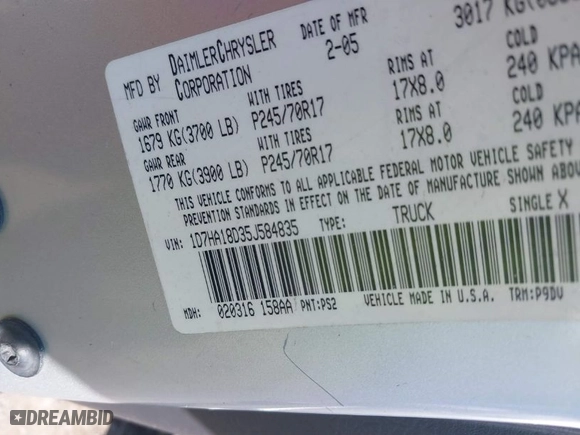 MFD BY DAIMLERCHRYSLER CORPORATION
DATE OF MFR 2-05
3017 KG
GAWR FRONT WITH TIRES RIMS AT COLD
1679 KG(3700 LB) P245/70R17 17X8.0 240 KPA
GAWR REAR WITH TIRES RIMS AT COLD
1770 KG(3900 LB) P245/70R17 17X8.0 240 KPA
THIS VEHICLE CONFORMS TO ALL APPLICABLE FEDERAL MOTOR VEHICLE SAFETY
PREVENTION STANDARDS IN EFFECT ON THE DATE OF MANUFACTURE SHOWN ABOVE
VIN: 1D7HA18D35J584835 TYPE: TRUCK SINGLE X
MDH: 020316 158AA PNT:PS2 VEHICLE MADE IN U.S.A. TRM:P9DV
DREAMBID